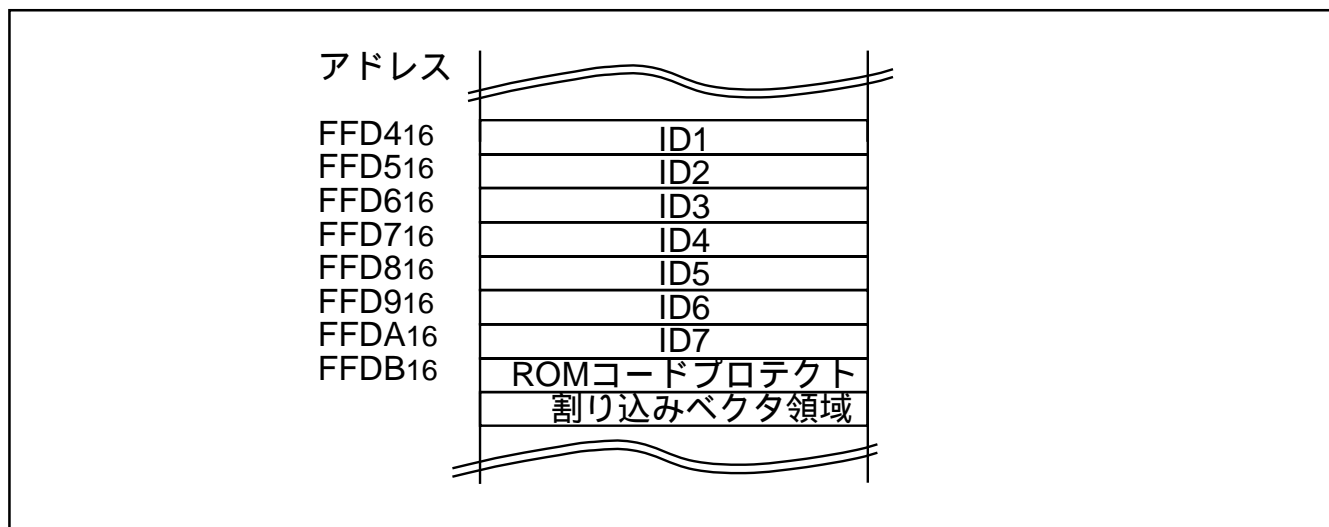 アドレス
FFD416 ID1
FFD516 ID2
FFD616 ID3
FFD716 ID4
FFD816 ID5
FFD916 ID6
FFDA16 ID7
FFDB16 ROMコードプロテクト
割り込みベクタ領域